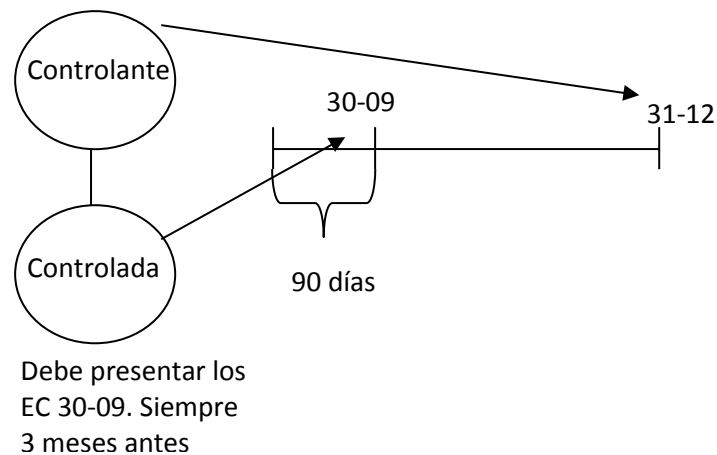 Controlante
30-09
31-12
Controlada
90 días
Debe presentar los
EC 30-09. Siempre
3 meses antes